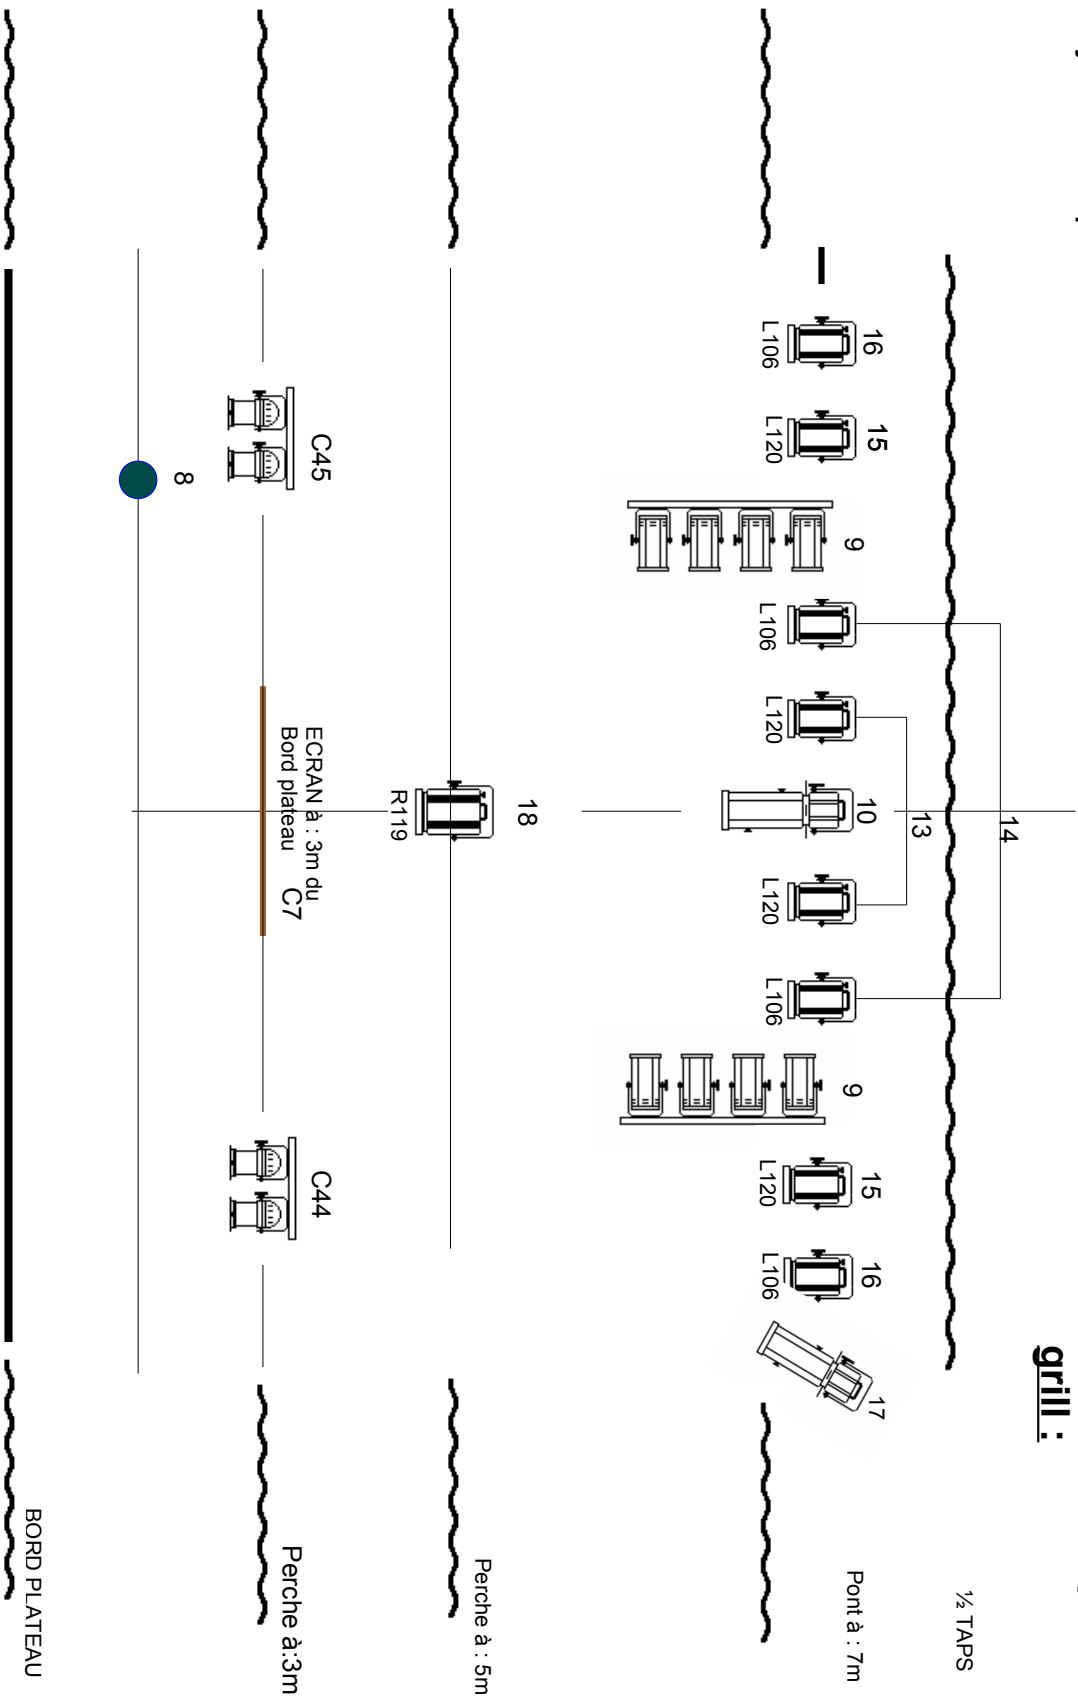 grill :
14
½ TAPS
13
16
15
9
10
9
15
16
17
Pont à : 7m
L106
L120
L106
L120
L120
L106
L120
L106
18
Perche à : 5m
R119
C45
ECRAN à : 3m du
Bord plateau C7
C44
Perche à:3m
8
BORD PLATEAU